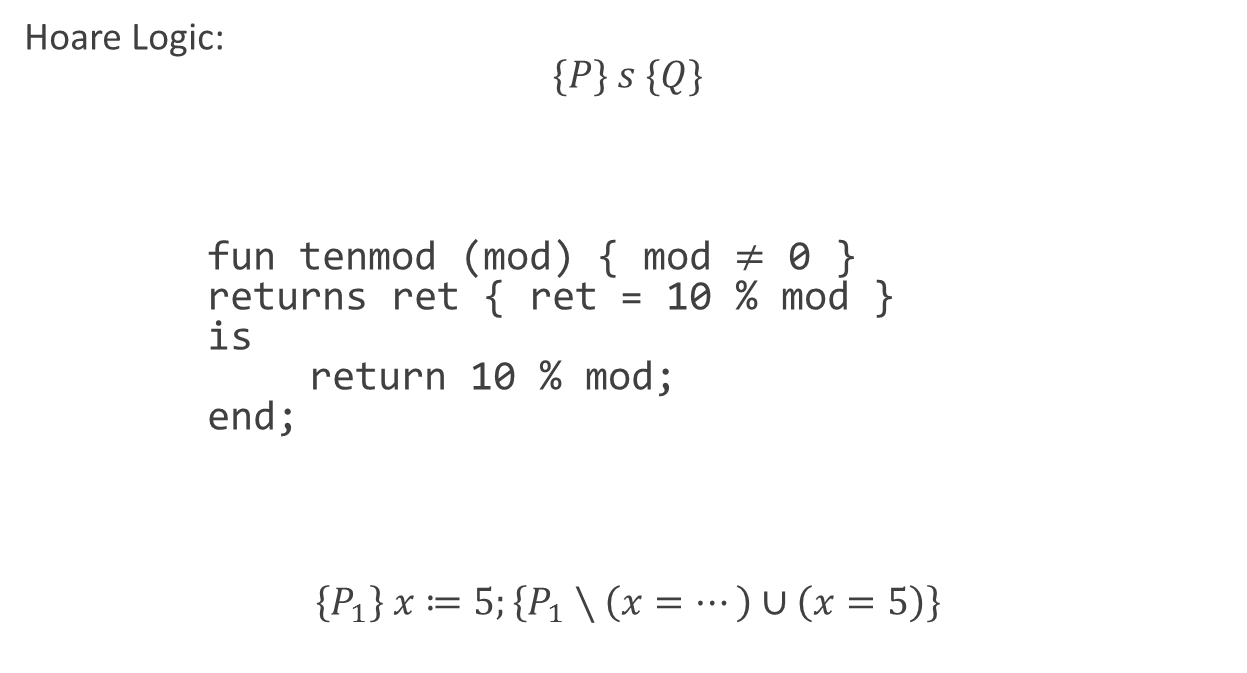 Hoare Logic:
{P} s {Q}
fun tenmod (mod) { mod ≠ 0 }
returns ret { ret = 10 % mod }
is
return 10 % mod;
end;
{P₁} x ≔ 5; {P₁ \ (x = ⋯ ) ∪ (x = 5)}